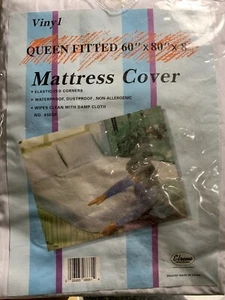 Vinyl
QUEEN FITTED 60" x 80" x 8"
Mattress Cover
• ELASTICIZED CORNERS
• WATERPROOF, DUSTPROOF, NON-ALLERGENIC
• WIPES CLEAN WITH DAMP CLOTH
NO.